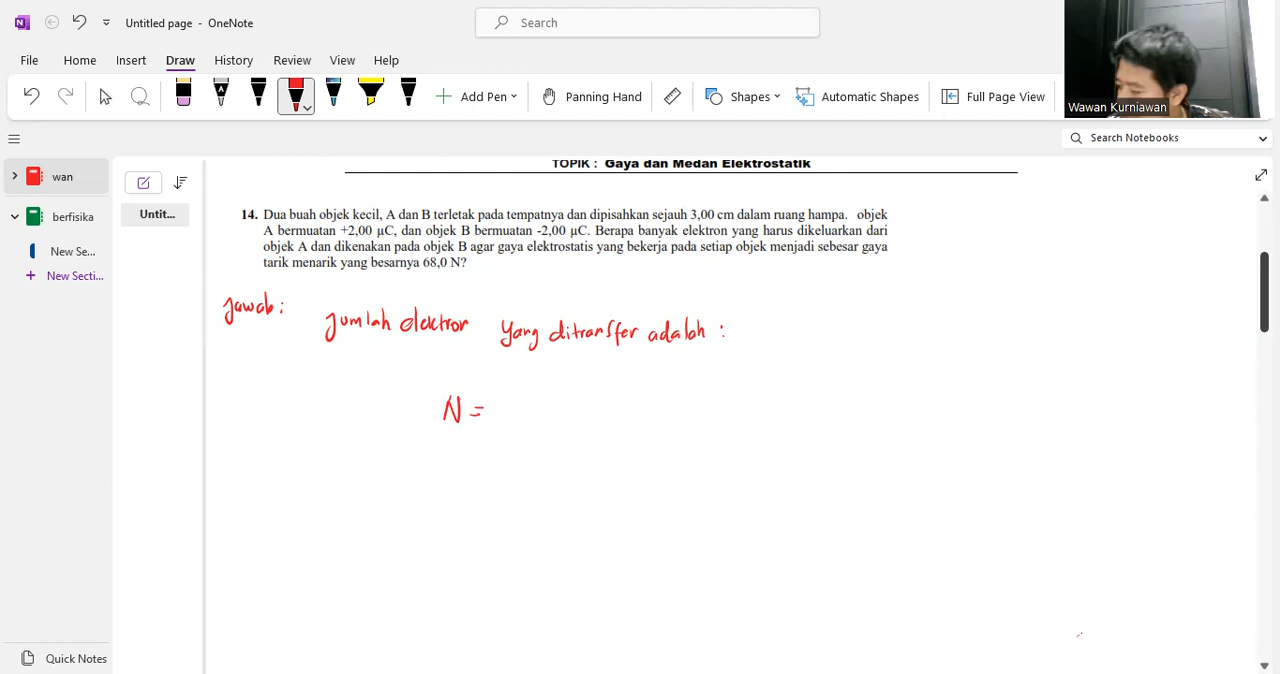 Untitled page - OneNote
Search
File Home Insert Draw History Review View Help
Add Pen Panning Hand Shapes Automatic Shapes Full Page View
Wawan Kurniawan
Search Notebooks
wan
berfisika
New Se...
New Secti...
Untit...
Quick Notes
TOPIK : Gaya dan Medan Elektrostatik
14. Dua buah objek kecil, A dan B terletak pada tempatnya dan dipisahkan sejauh 3,00 cm dalam ruang hampa. objek
A bermuatan +2,00 µC, dan objek B bermuatan -2,00 µC. Berapa banyak elektron yang harus dikeluarkan dari
objek A dan dikenakan pada objek B agar gaya elektrostatis yang bekerja pada setiap objek menjadi sebesar gaya
tarik menarik yang besarnya 68,0 N?
Jawab :
Jumlah elektron yang ditransfer adalah :
N =